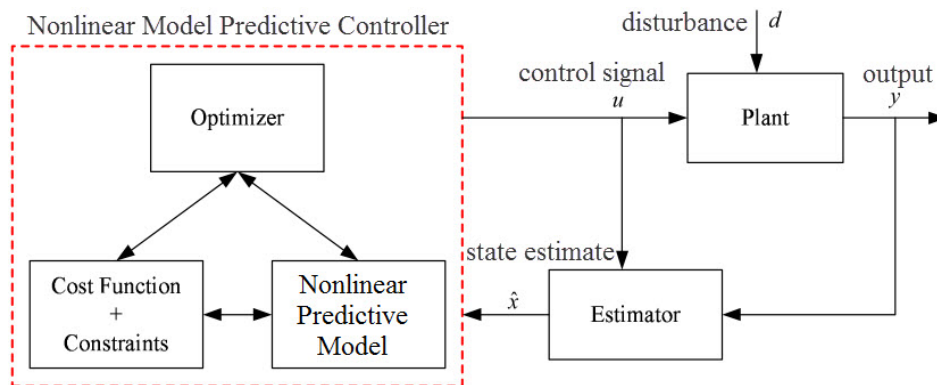 Nonlinear Model Predictive Controller
disturbance
d
control signal
u
output
y
Optimizer
Plant
Cost Function
+
Constraints
Nonlinear
Predictive
Model
state estimate
x̂
Estimator